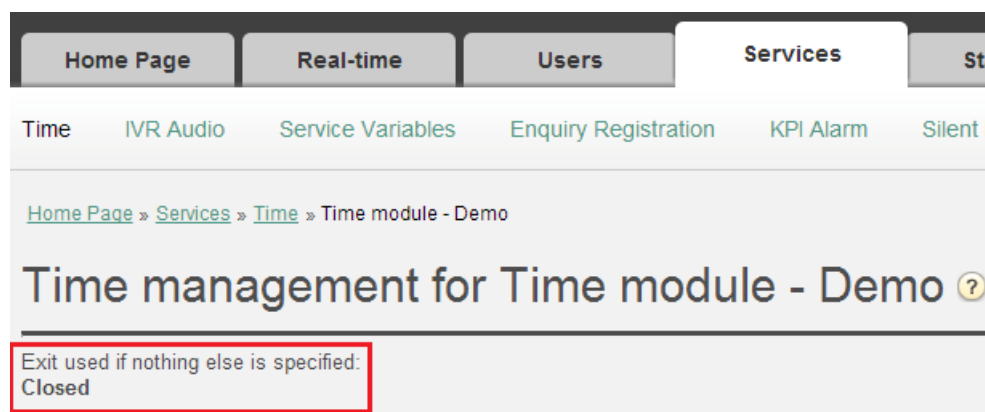 Home Page Real-time Users Services St
Time IVR Audio Service Variables Enquiry Registration KPI Alarm Silent
Home Page » Services » Time » Time module - Demo
Time management for Time module - Demo ?
Exit used if nothing else is specified:
Closed